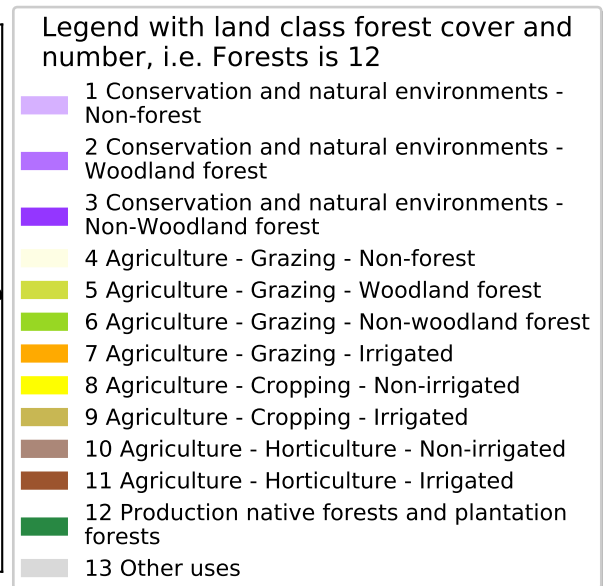 Legend with land class forest cover and
number, i.e. Forests is 12
1 Conservation and natural environments -
Non-forest
2 Conservation and natural environments -
Woodland forest
3 Conservation and natural environments -
Non-Woodland forest
4 Agriculture - Grazing - Non-forest
5 Agriculture - Grazing - Woodland forest
6 Agriculture - Grazing - Non-woodland forest
7 Agriculture - Grazing - Irrigated
8 Agriculture - Cropping - Non-irrigated
9 Agriculture - Cropping - Irrigated
10 Agriculture - Horticulture - Non-irrigated
11 Agriculture - Horticulture - Irrigated
12 Production native forests and plantation
forests
13 Other uses